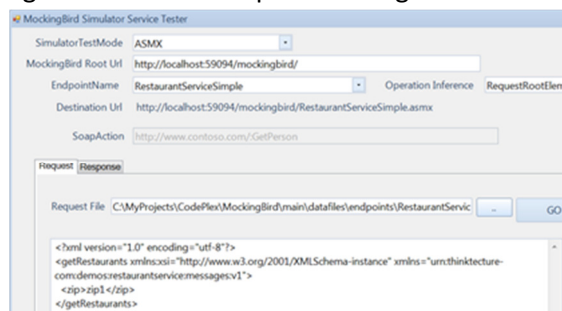 MockingBird Simulator Service Tester
SimulatorTestMode ASMX
MockingBird Root Url http://localhost:59094/mockingbird/
EndpointName RestaurantServiceSimple Operation Inference RequestRootElem
Destination Url http://localhost:59094/mockingbird/RestaurantServiceSimple.asmx
SoapAction http://www.contoso.com/:GetPerson
Request Response
Request File C:\MyProjects\CodePlex\MockingBird\main\datafiles\endpoints\RestaurantServic .. GO
<?xml version="1.0" encoding="utf-8"?>
<getRestaurants xmlns:xsi="http://www.w3.org/2001/XMLSchema-instance" xmlns="urn:thinktecture-
com:demos:restaurantservice:messages:v1">
<zip>zip1</zip>
</getRestaurants>